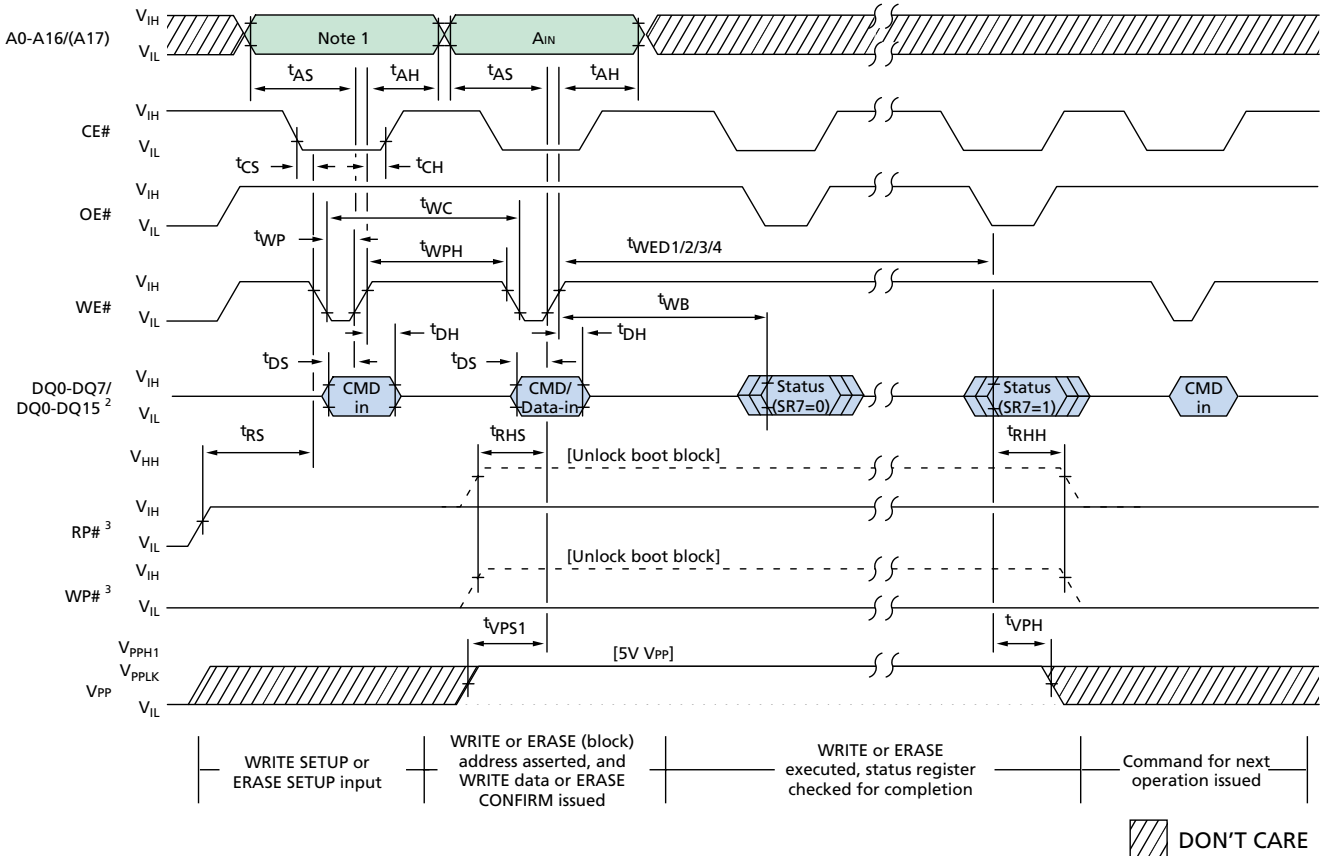 A0-A16/(A17)
VIH
VIL
Note 1
AIN
tAS
tAH
tAS
tAH
CE#
VIH
VIL
tCS
tCH
OE#
VIH
VIL
tWC
tWP
tWPH
tWED1/2/3/4
WE#
VIH
VIL
tWB
tDH
tDH
tDS
tDS
DQ0-DQ7/
DQ0-DQ15 2
VIH
VIL
CMD
in
CMD/
Data-in
Status
(SR7=0)
Status
(SR7=1)
CMD
in
tRS
tRHS
tRHH
VHH
[Unlock boot block]
VIH
RP# 3
VIL
[Unlock boot block]
VIH
WP# 3
VIL
tVPS1
tVPH
VPPH1
[5V VPP]
VPPLK
VPP
VIL
WRITE SETUP or
ERASE SETUP input
WRITE or ERASE (block)
address asserted, and
WRITE data or ERASE
CONFIRM issued
WRITE or ERASE
executed, status register
checked for completion
Command for next
operation issued
DON'T CARE